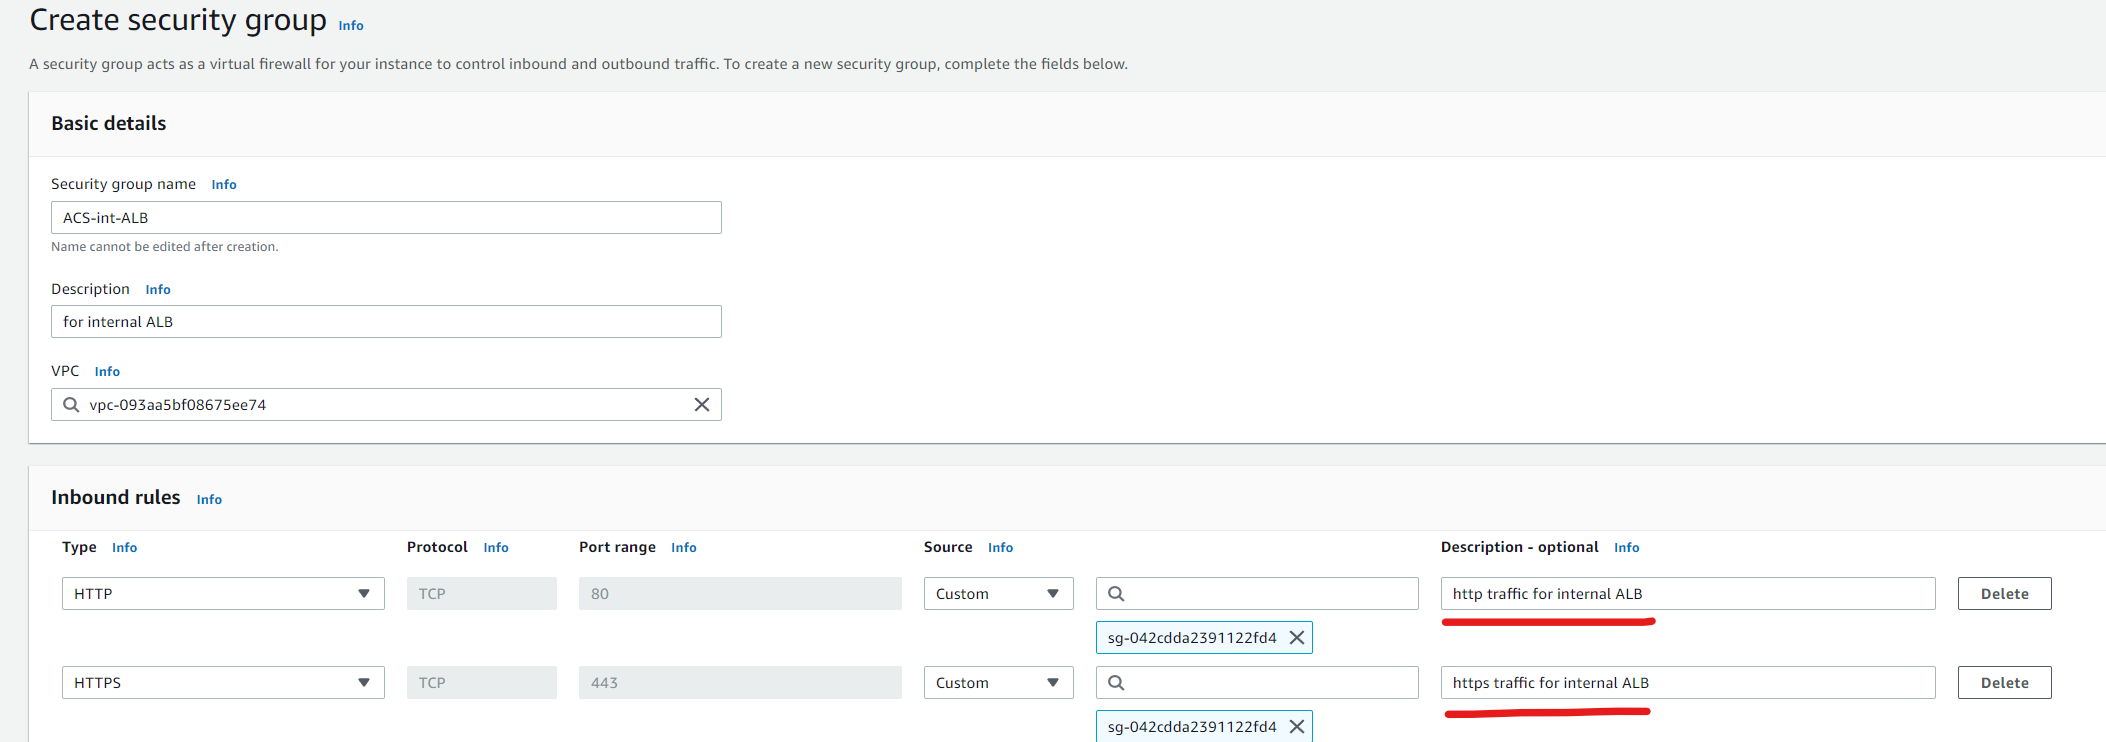 Create security group Info
A security group acts as a virtual firewall for your instance to control inbound and outbound traffic. To create a new security group, complete the fields below.
Basic details
Security group name Info
ACS-int-ALB
Name cannot be edited after creation.
Description Info
for internal ALB
VPC Info
vpc-093aa5bf08675ee74
Inbound rules Info
Type Info Protocol Info Port range Info Source Info Description - optional Info
HTTP TCP 80 Custom http traffic for internal ALB Delete
sg-042cdda2391122fd4
HTTPS TCP 443 Custom https traffic for internal ALB Delete
sg-042cdda2391122fd4